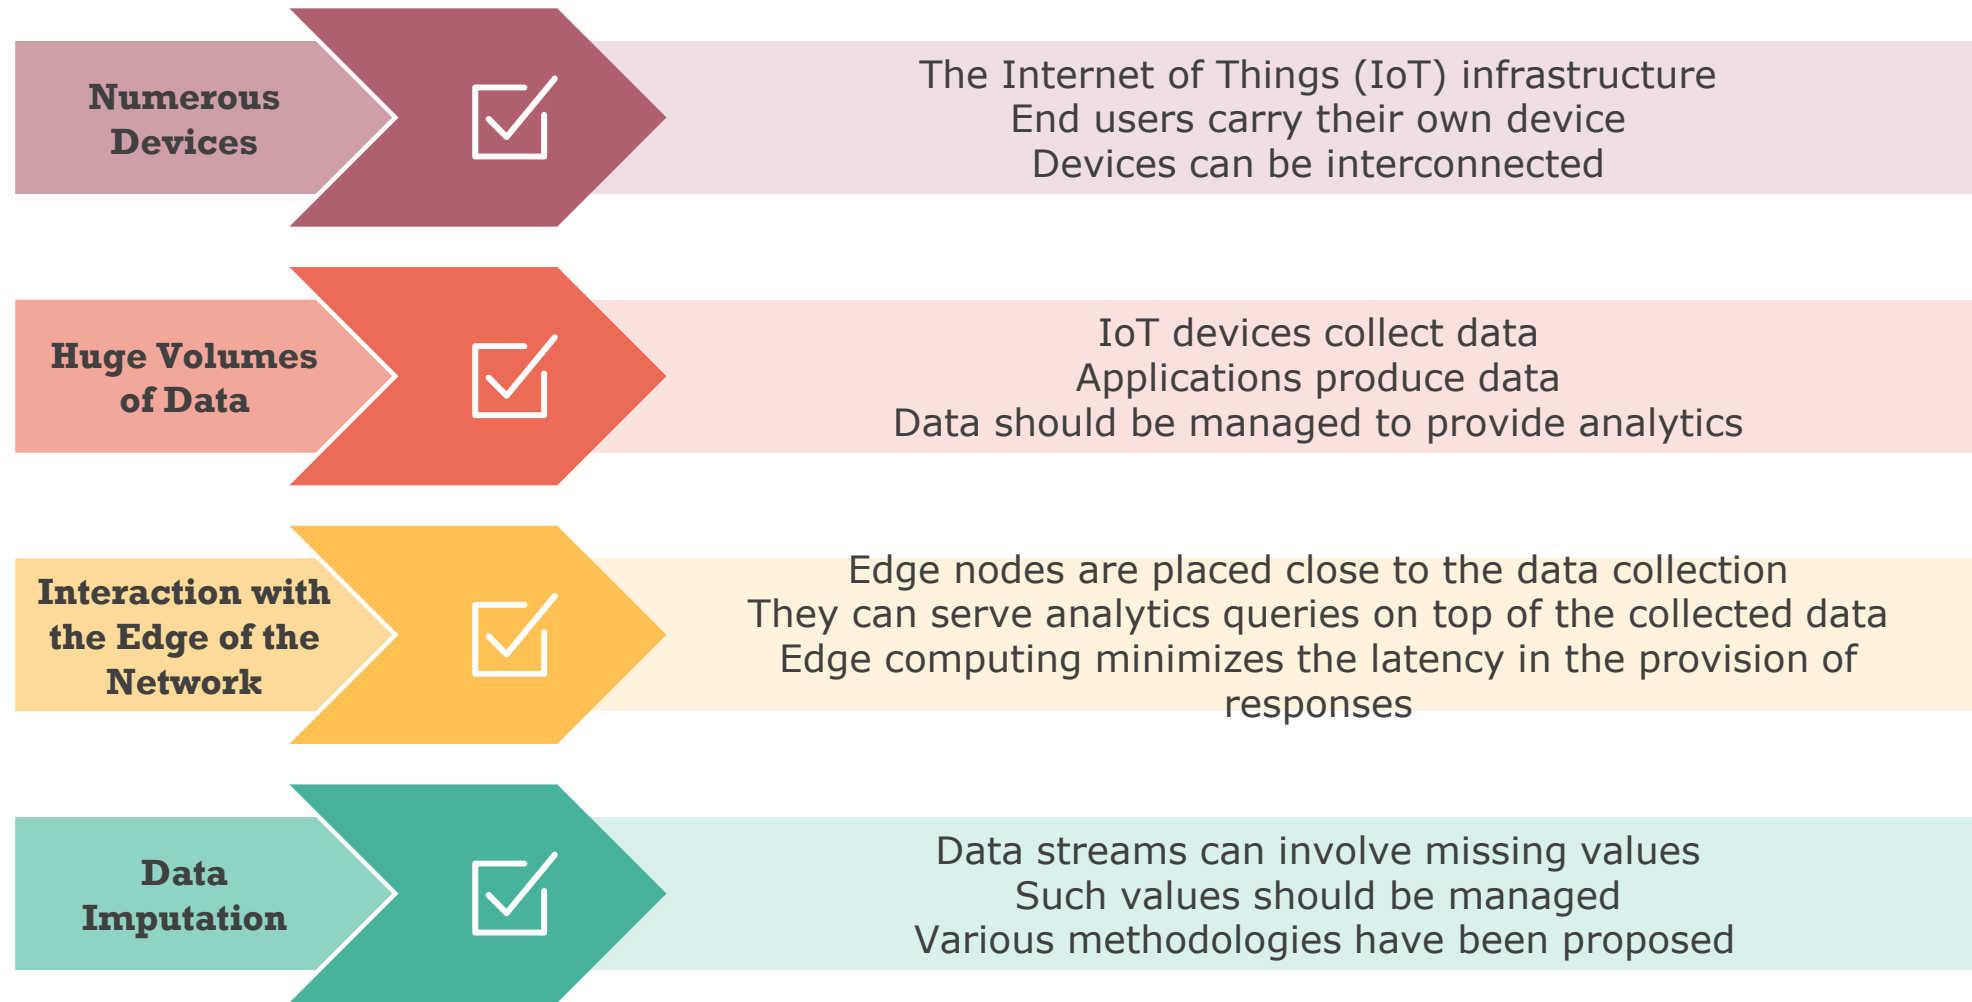 Numerous
Devices
The Internet of Things (IoT) infrastructure
End users carry their own device
Devices can be interconnected
Huge Volumes
of Data
IoT devices collect data
Applications produce data
Data should be managed to provide analytics
Interaction with
the Edge of the
Network
Edge nodes are placed close to the data collection
They can serve analytics queries on top of the collected data
Edge computing minimizes the latency in the provision of
responses
Data
Imputation
Data streams can involve missing values
Such values should be managed
Various methodologies have been proposed